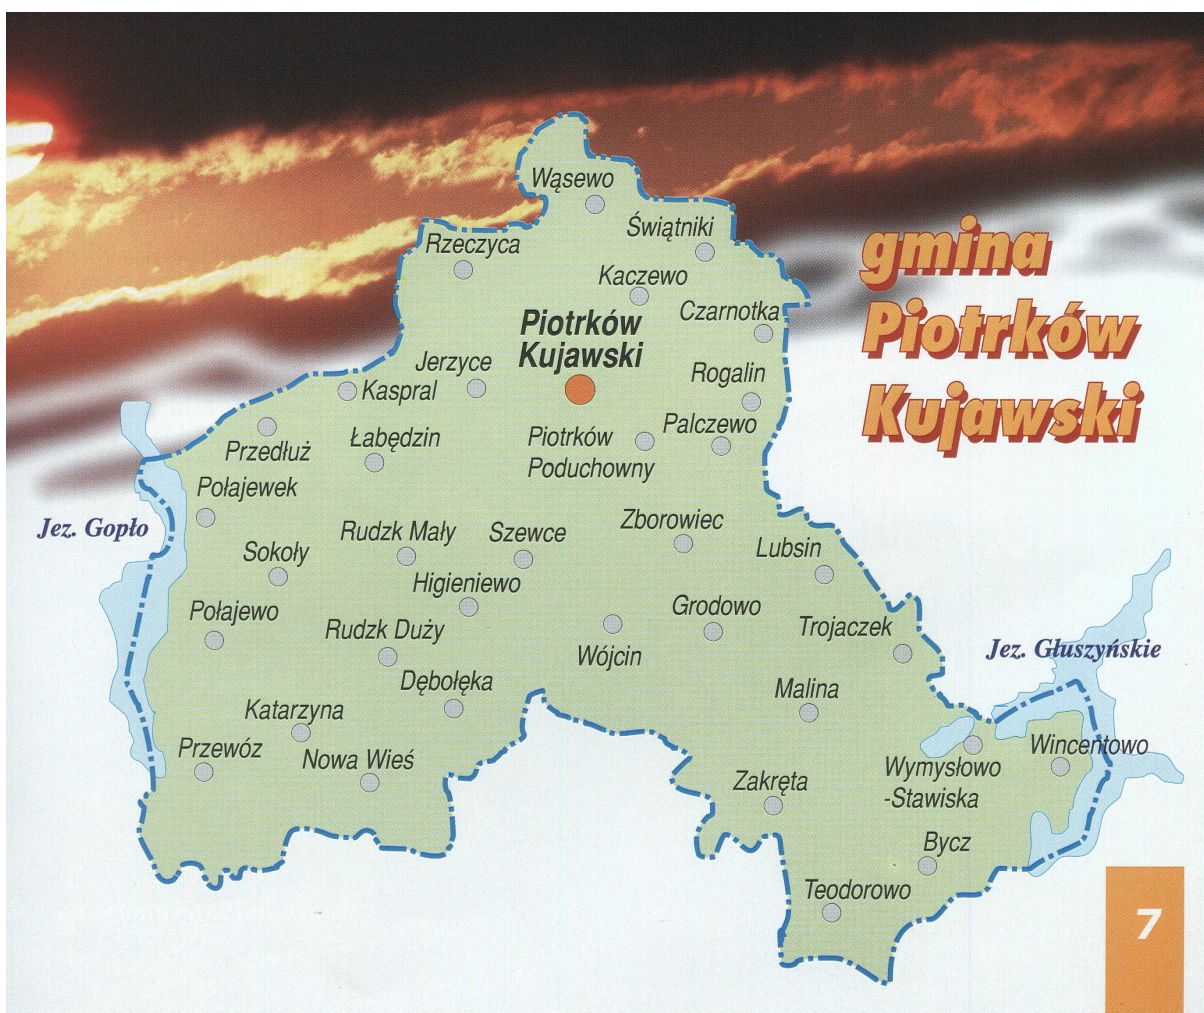 Wąsewo
Świątniki
Rzeczyca
Kaczewo
Czarnotka
gmina
Piotrków
Kujawski
Piotrków
Kujawski
Jerzyce
Kaspral
Rogalin
Przedłuż
Łabędzin
Piotrków
Poduchowny
Palczewo
Połajewek
Jez. Gopło
Rudzk Mały
Szewce
Zborowiec
Lubsin
Sokoły
Higieniewo
Połajewo
Rudzk Duży
Wójcin
Grodowo
Trojaczek
Jez. Głuszyńskie
Dębołęka
Malina
Katarzyna
Przewóz
Nowa Wieś
Zakręta
Wymysłowo
-Stawiska
Wincentowo
Bycz
Teodorowo
7